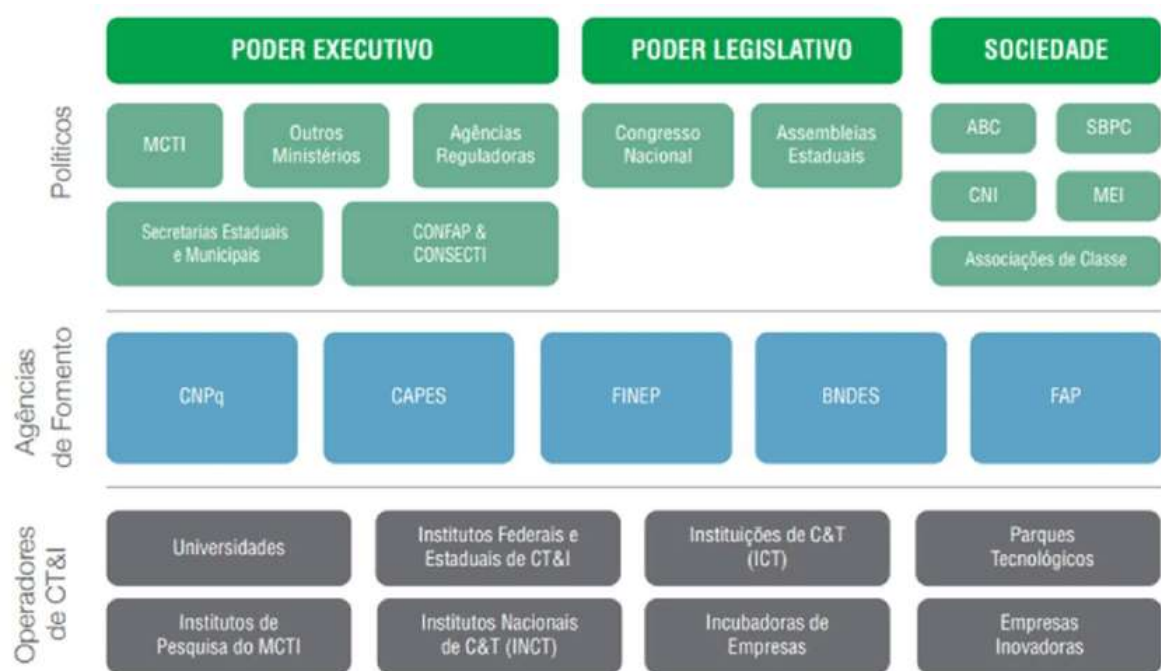 PODER EXECUTIVO
PODER LEGISLATIVO
SOCIEDADE
Políticos
MCTI
Outros
Ministérios
Agências
Reguladoras
Congresso
Nacional
Assembleias
Estaduais
ABC
SBPC
CNI
MEI
Secretarias Estaduais
e Municipais
CONFAP &
CONSECTI
Associações de Classe
Agências
de Fomento
CNPq
CAPES
FINEP
BNDES
FAP
Operadores
de CT&I
Universidades
Institutos Federais e
Estaduais de CT&I
Instituições de C&T
(ICT)
Parques
Tecnológicos
Institutos de
Pesquisa do MCTI
Institutos Nacionais
de C&T (INCT)
Incubadoras de
Empresas
Empresas
Inovadoras